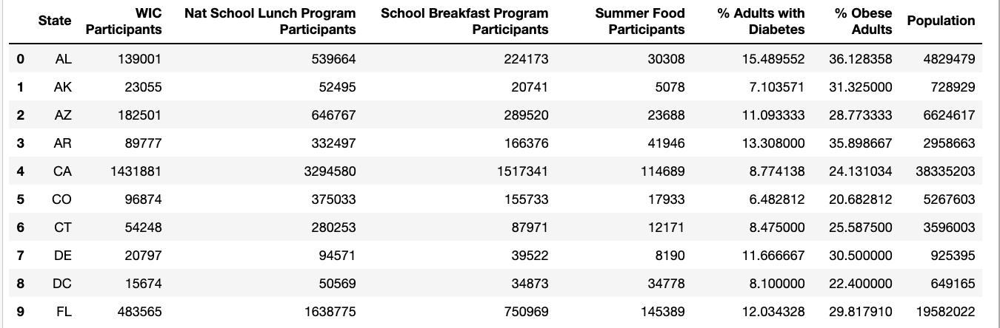 State WIC Participants Nat School Lunch Program Participants School Breakfast Program Participants Summer Food Participants % Adults with Diabetes % Obese Adults Population
0 AL 139001 539664 224173 30308 15.489552 36.128358 4829479
1 AK 23055 52495 20741 5078 7.103571 31.325000 728929
2 AZ 182501 646767 289520 23688 11.093333 28.773333 6624617
3 AR 89777 332497 166376 41946 13.308000 35.898667 2958663
4 CA 1431881 3294580 1517341 114689 8.774138 24.131034 38335203
5 CO 96874 375033 155733 17933 6.482812 20.682812 5267603
6 CT 54248 280253 87971 12171 8.475000 25.587500 3596003
7 DE 20797 94571 39522 8190 11.666667 30.500000 925395
8 DC 15674 50569 34873 34778 8.100000 22.400000 649165
9 FL 483565 1638775 750969 145389 12.034328 29.817910 19582022